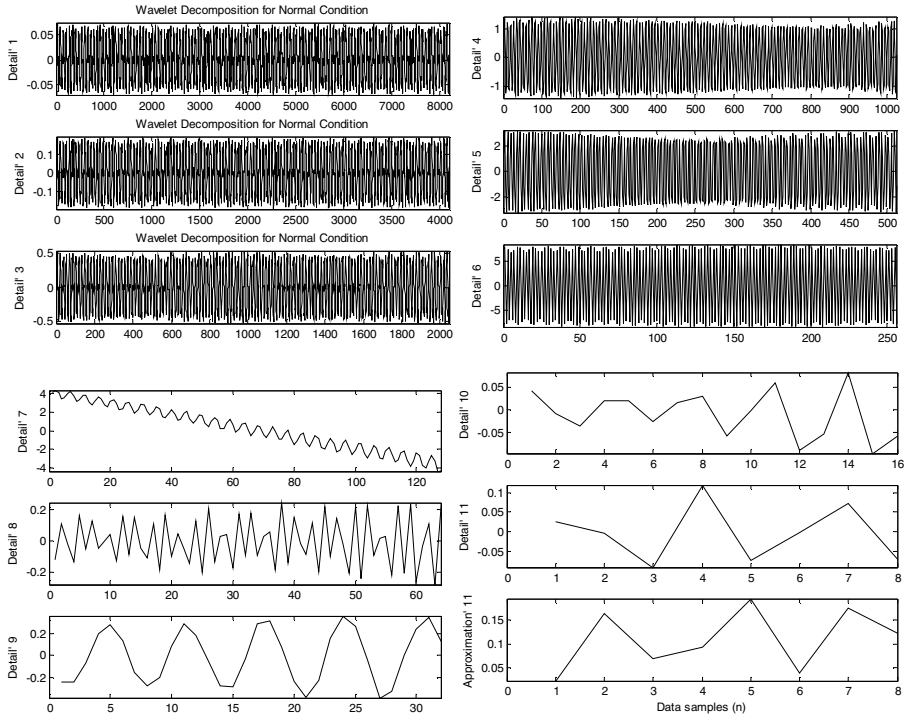 Wavelet Decomposition for Normal Condition
0.05
0
-0.05
Detail' 1
0 1000 2000 3000 4000 5000 6000 7000 8000
Wavelet Decomposition for Normal Condition
0.1
0
-0.1
Detail' 2
0 500 1000 1500 2000 2500 3000 3500 4000
Wavelet Decomposition for Normal Condition
0.5
0
-0.5
Detail' 3
0 200 400 600 800 1000 1200 1400 1600 1800 2000
1
0
-1
Detail' 4
0 100 200 300 400 500 600 700 800 900 1000
2
0
-2
Detail' 5
0 50 100 150 200 250 300 350 400 450 500
5
0
-5
Detail' 6
0 50 100 150 200 250
4
2
0
-2
-4
Detail' 7
0 20 40 60 80 100 120
0.2
0
-0.2
Detail' 8
0 10 20 30 40 50 60
0.2
0
-0.2
Detail' 9
0 5 10 15 20 25 30
0.05
0
-0.05
Detail' 10
0 2 4 6 8 10 12 14 16
0.1
0.05
0
-0.05
Detail' 11
0 1 2 3 4 5 6 7 8
0.15
0.1
0.05
Approximation' 11
0 1 2 3 4 5 6 7 8
Data samples (n)